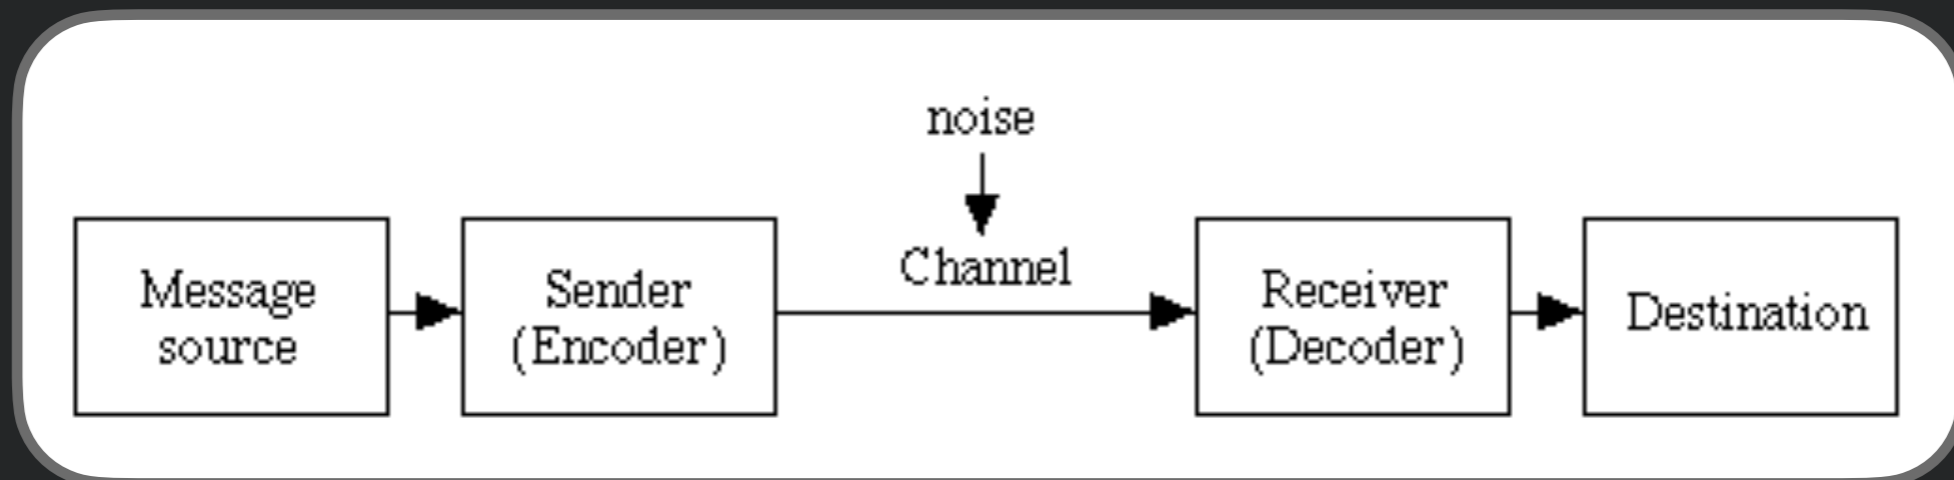 noise
Channel
Message
source
Sender
(Encoder)
Receiver
(Decoder)
Destination